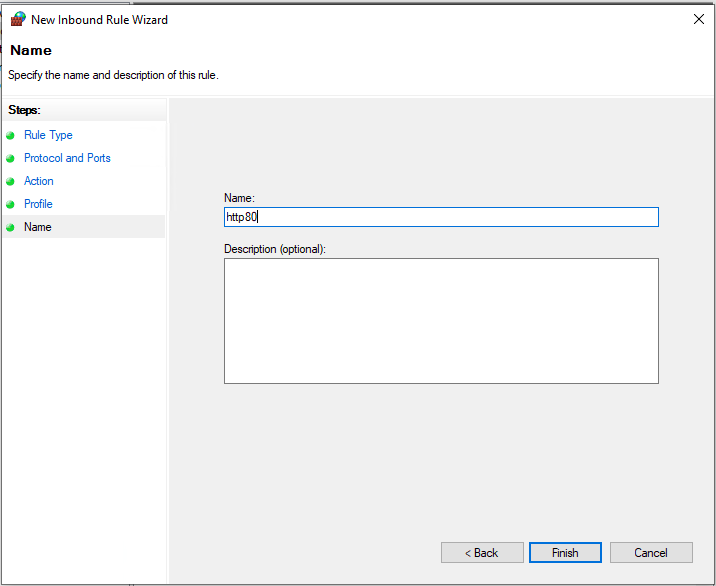 New Inbound Rule Wizard
Name
Specify the name and description of this rule.
Steps:
Rule Type
Protocol and Ports
Action
Profile
Name
Name:
http80
Description (optional):
< Back
Finish
Cancel